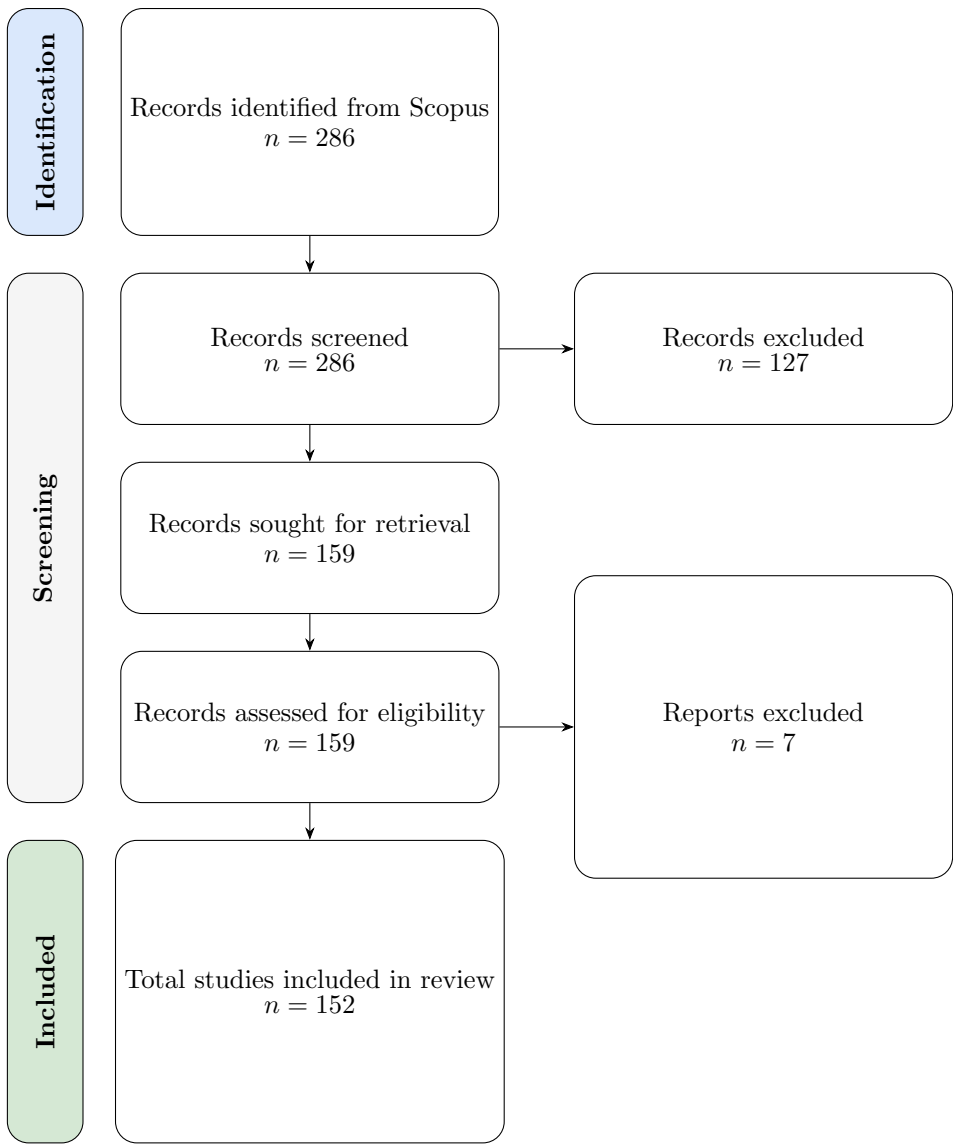 Identification
Records identified from Scopus
n = 286
Screening
Records screened
n = 286
Records excluded
n = 127
Records sought for retrieval
n = 159
Records assessed for eligibility
n = 159
Reports excluded
n = 7
Included
Total studies included in review
n = 152